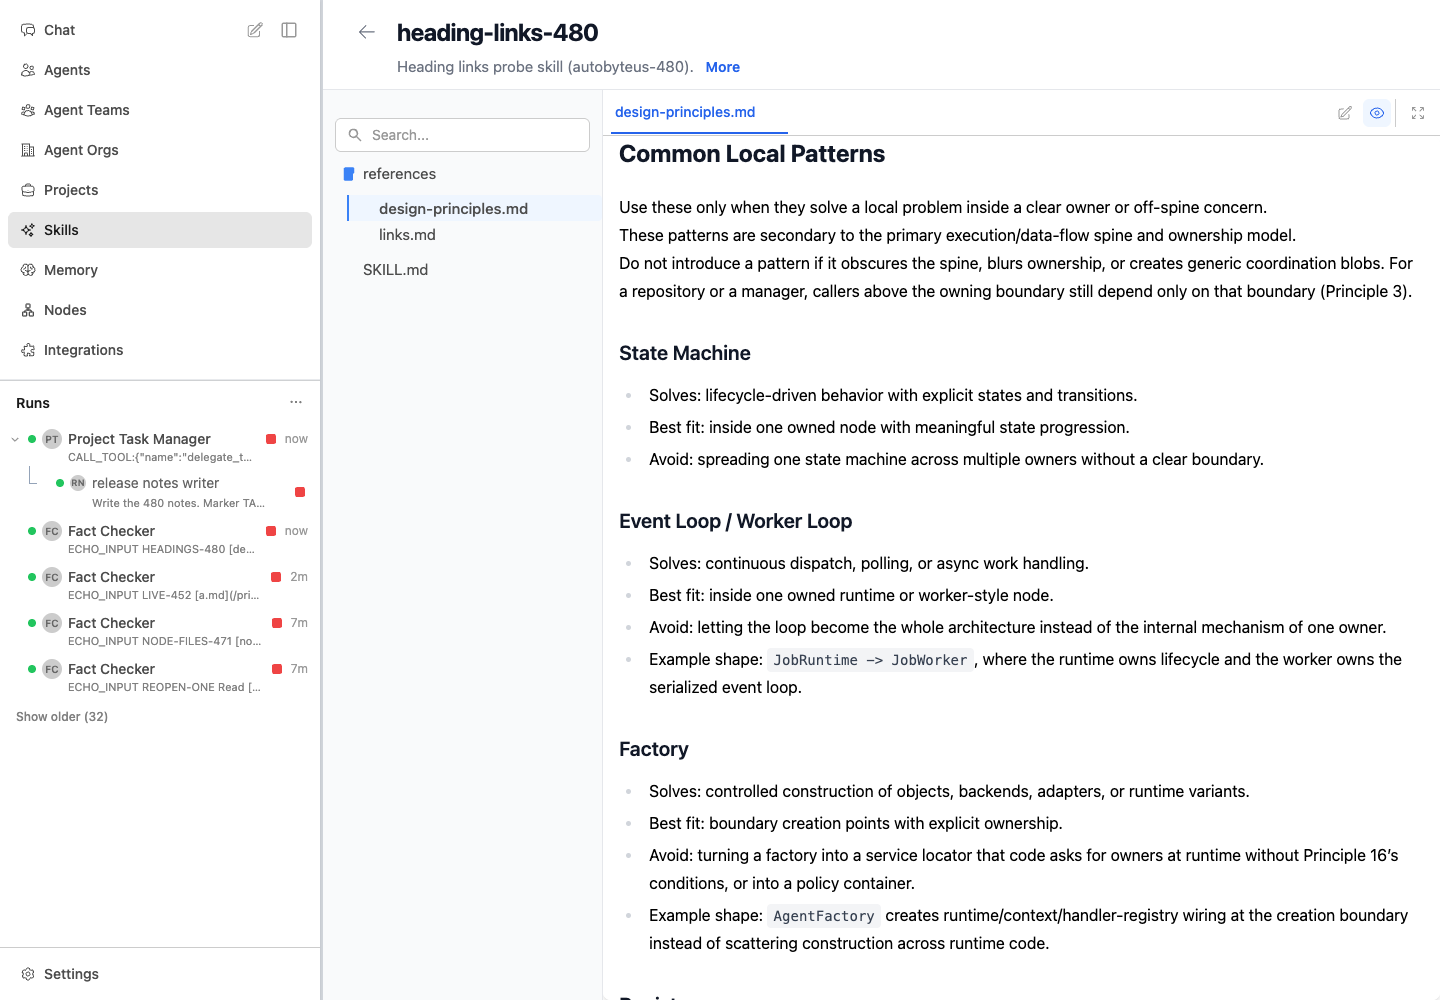 Chat
Agents
Agent Teams
Agent Orgs
Projects
Skills
Memory
Nodes
Integrations
Runs
PT Project Task Manager now
CALL_TOOL:{"name":"delegate_t...
RN release notes writer
Write the 480 notes. Marker TA...
FC Fact Checker now
ECHO_INPUT HEADINGS-480 [de...
FC Fact Checker 2m
ECHO_INPUT LIVE-452 [a.md](/pri...
FC Fact Checker 7m
ECHO_INPUT NODE-FILES-471 [no...
FC Fact Checker 7m
ECHO_INPUT REOPEN-ONE Read [...
Show older (32)
Settings
heading-links-480
Heading links probe skill (autobyteus-480). More
Search...
references
design-principles.md
links.md
SKILL.md
design-principles.md
Common Local Patterns
Use these only when they solve a local problem inside a clear owner or off-spine concern.
These patterns are secondary to the primary execution/data-flow spine and ownership model.
Do not introduce a pattern if it obscures the spine, blurs ownership, or creates generic coordination blobs. For
a repository or a manager, callers above the owning boundary still depend only on that boundary (Principle 3).
State Machine
Solves: lifecycle-driven behavior with explicit states and transitions.
Best fit: inside one owned node with meaningful state progression.
Avoid: spreading one state machine across multiple owners without a clear boundary.
Event Loop / Worker Loop
Solves: continuous dispatch, polling, or async work handling.
Best fit: inside one owned runtime or worker-style node.
Avoid: letting the loop become the whole architecture instead of the internal mechanism of one owner.
Example shape: JobRuntime -> JobWorker, where the runtime owns lifecycle and the worker owns the
serialized event loop.
Factory
Solves: controlled construction of objects, backends, adapters, or runtime variants.
Best fit: boundary creation points with explicit ownership.
Avoid: turning a factory into a service locator that code asks for owners at runtime without Principle 16’s
conditions, or into a policy container.
Example shape: AgentFactory creates runtime/context/handler-registry wiring at the creation boundary
instead of scattering construction across runtime code.